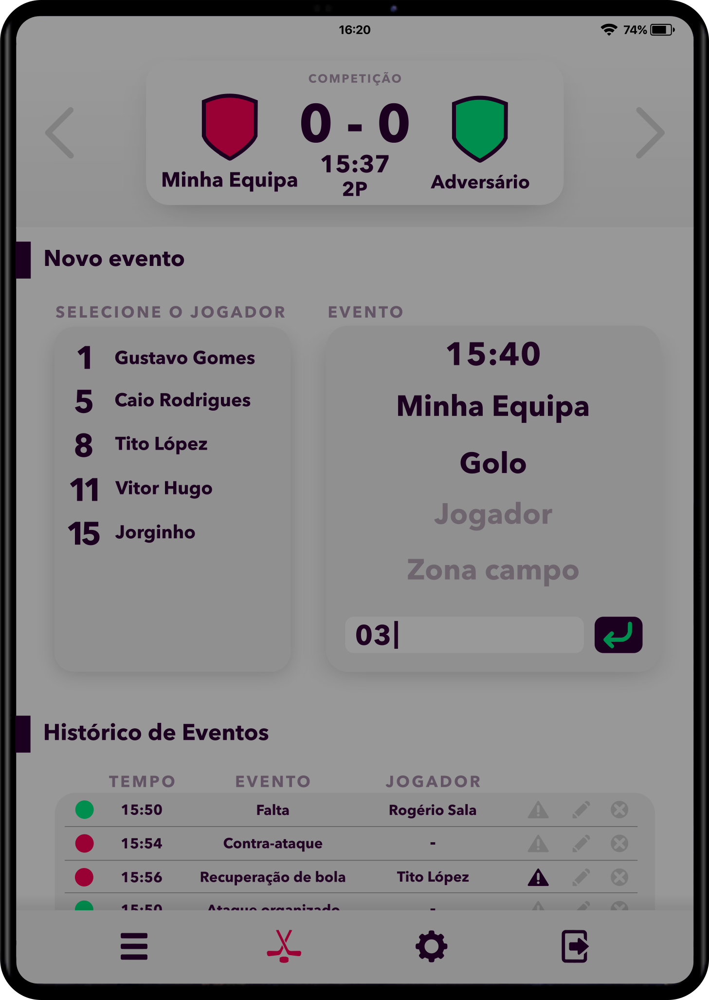 16:20
74%
COMPETIÇÃO
0 - 0
15:37
2P
Minha Equipa
Adversário
Novo evento
SELECIONE O JOGADOR
1 Gustavo Gomes
5 Caio Rodrigues
8 Tito López
11 Vitor Hugo
15 Jorginho
EVENTO
15:40
Minha Equipa
Golo
Jogador
Zona campo
03
Histórico de Eventos
TEMPO EVENTO JOGADOR
15:50 Falta Rogério Sala
15:54 Contra-ataque -
15:56 Recuperação de bola Tito López
15:50 Ataque organizado -